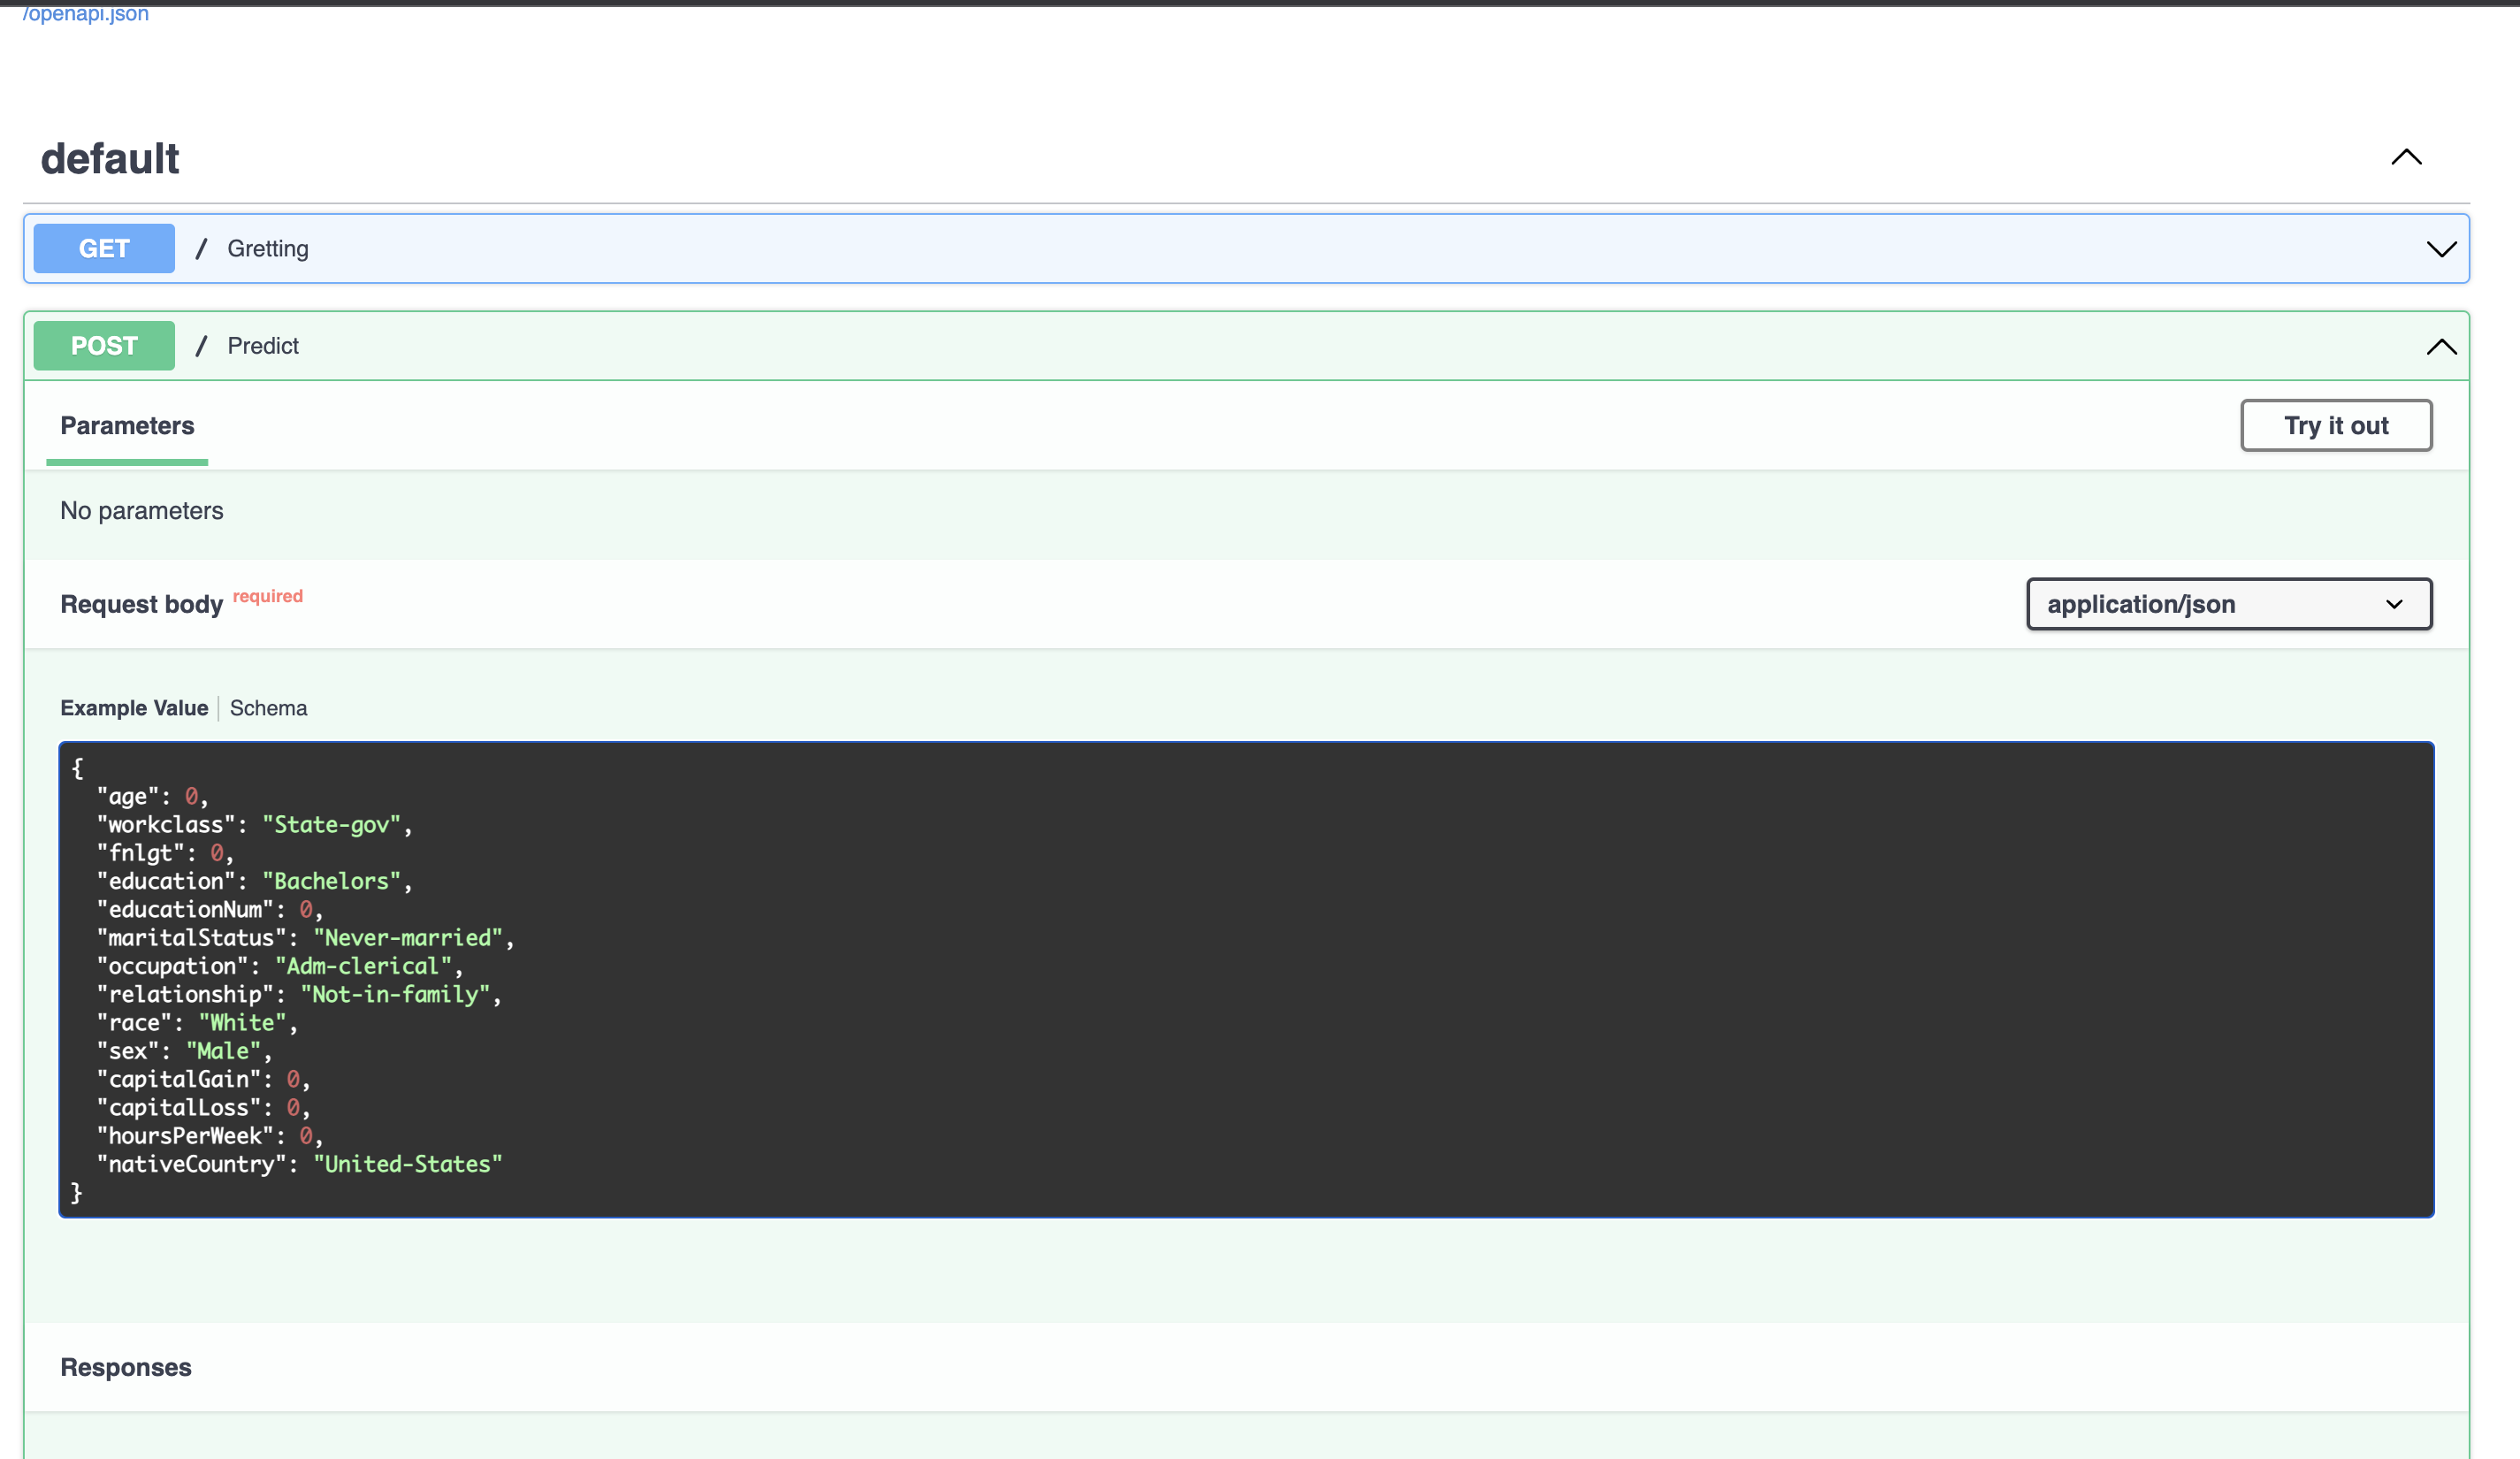 /openapi.json
default
GET / Gretting
POST / Predict
Parameters
Try it out
No parameters
Request body required
application/json
Example Value Schema
{
"age": 0,
"workclass": "State-gov",
"fnlgt": 0,
"education": "Bachelors",
"educationNum": 0,
"maritalStatus": "Never-married",
"occupation": "Adm-clerical",
"relationship": "Not-in-family",
"race": "White",
"sex": "Male",
"capitalGain": 0,
"capitalLoss": 0,
"hoursPerWeek": 0,
"nativeCountry": "United-States"
}
Responses